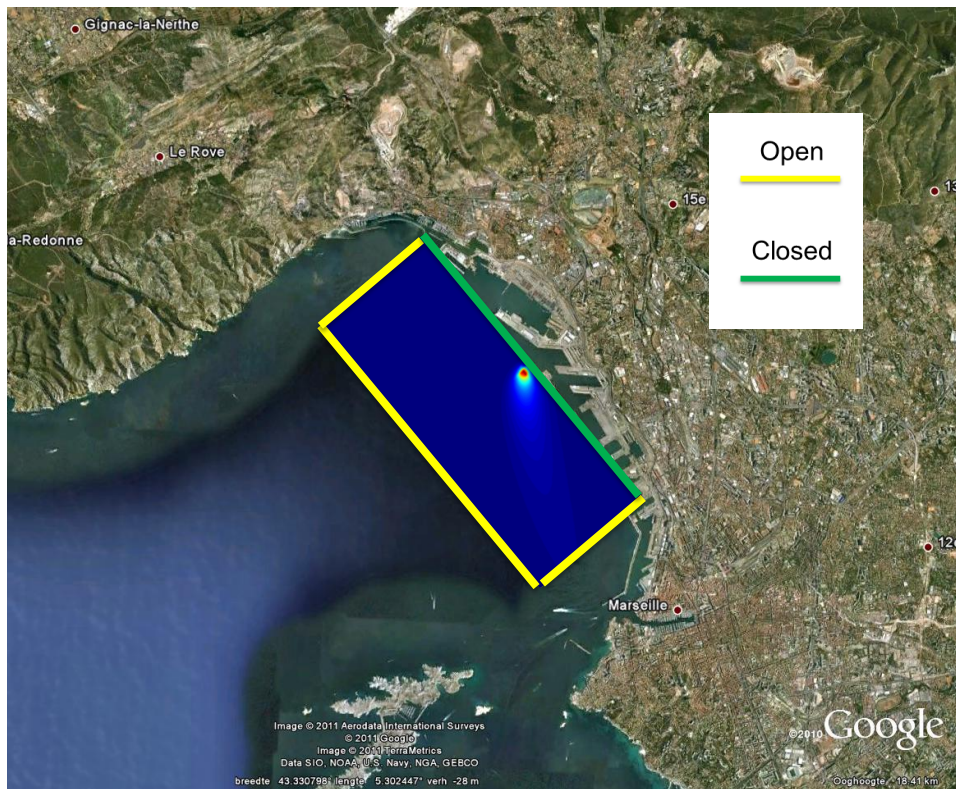 Gignac-la-Nerthe
Le Rove
Open
15e
13
a-Redonne
Closed
12e
Marseille
Image © 2011 Aerodata International Surveys
© 2011 Google
Image © 2011 TerraMetrics
Data SIO, NOAA, U.S. Navy, NGA, GEBCO
©2010 Google
breedte 43.330798° lengte 5.302447° verh -28 m
Ooghoogte 18.41 km